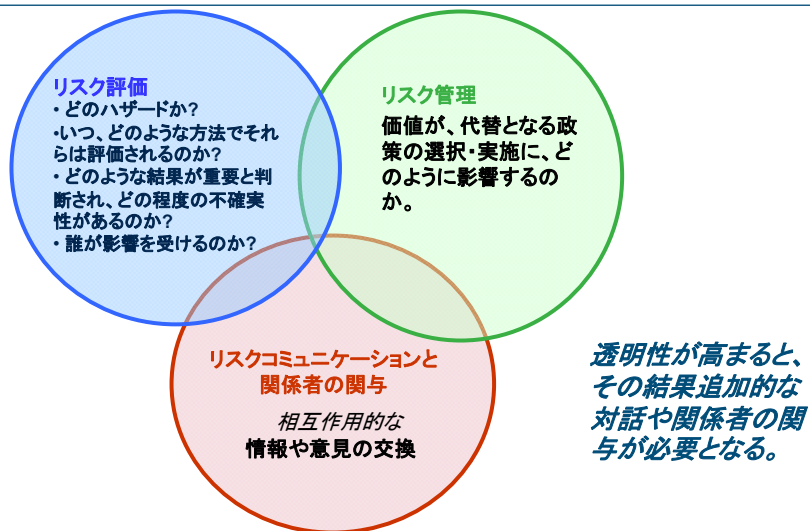 リスク評価
・どのハザードか?
・いつ、どのような方法でそれ
らは評価されるのか?
・どのような結果が重要と判
断され、どの程度の不確実
性があるのか?
・誰が影響を受けるのか?
リスク管理
価値が、代替となる政
策の選択・実施に、ど
のように影響するの
か。
リスクコミュニケーションと
関係者の関与
相互作用的な
情報や意見の交換
透明性が高まると、
その結果追加的な
対話や関係者の関
与が必要となる。